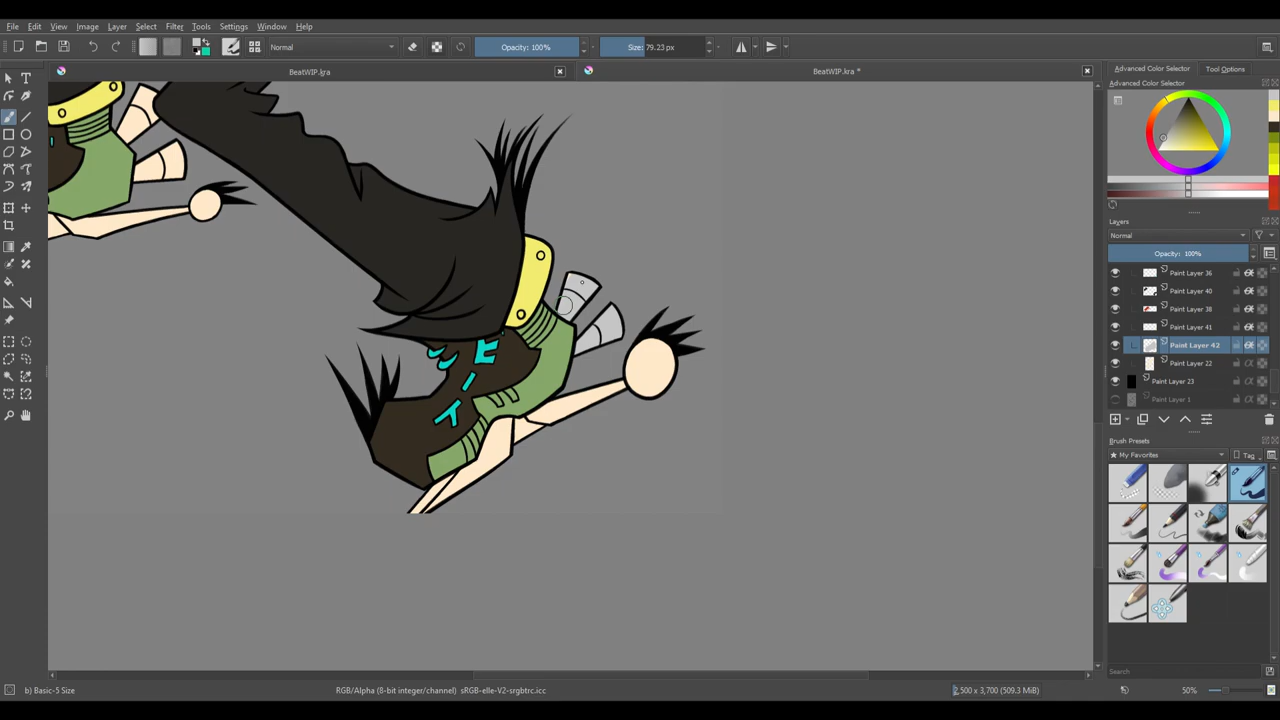 File Edit View Image Layer Select Filter Tools Settings Window Help
Normal Opacity: 100% Size: 79.23 px
BeatWIP.kra BeatWIP.kra *
Advanced Color Selector Tool Options
Advanced Color Selector
Layers
Normal
Opacity: 100%
Paint Layer 36
Paint Layer 40
Paint Layer 38
Paint Layer 41
Paint Layer 42
Paint Layer 22
Paint Layer 23
Paint Layer 1
Brush Presets
My Favorites Tag
Search
b) Basic-5 Size RGB/Alpha (8-bit integer/channel) sRGB-elle-V2-srgbtrc.icc 2,500 x 3,700 (509.3 MiB) 50%